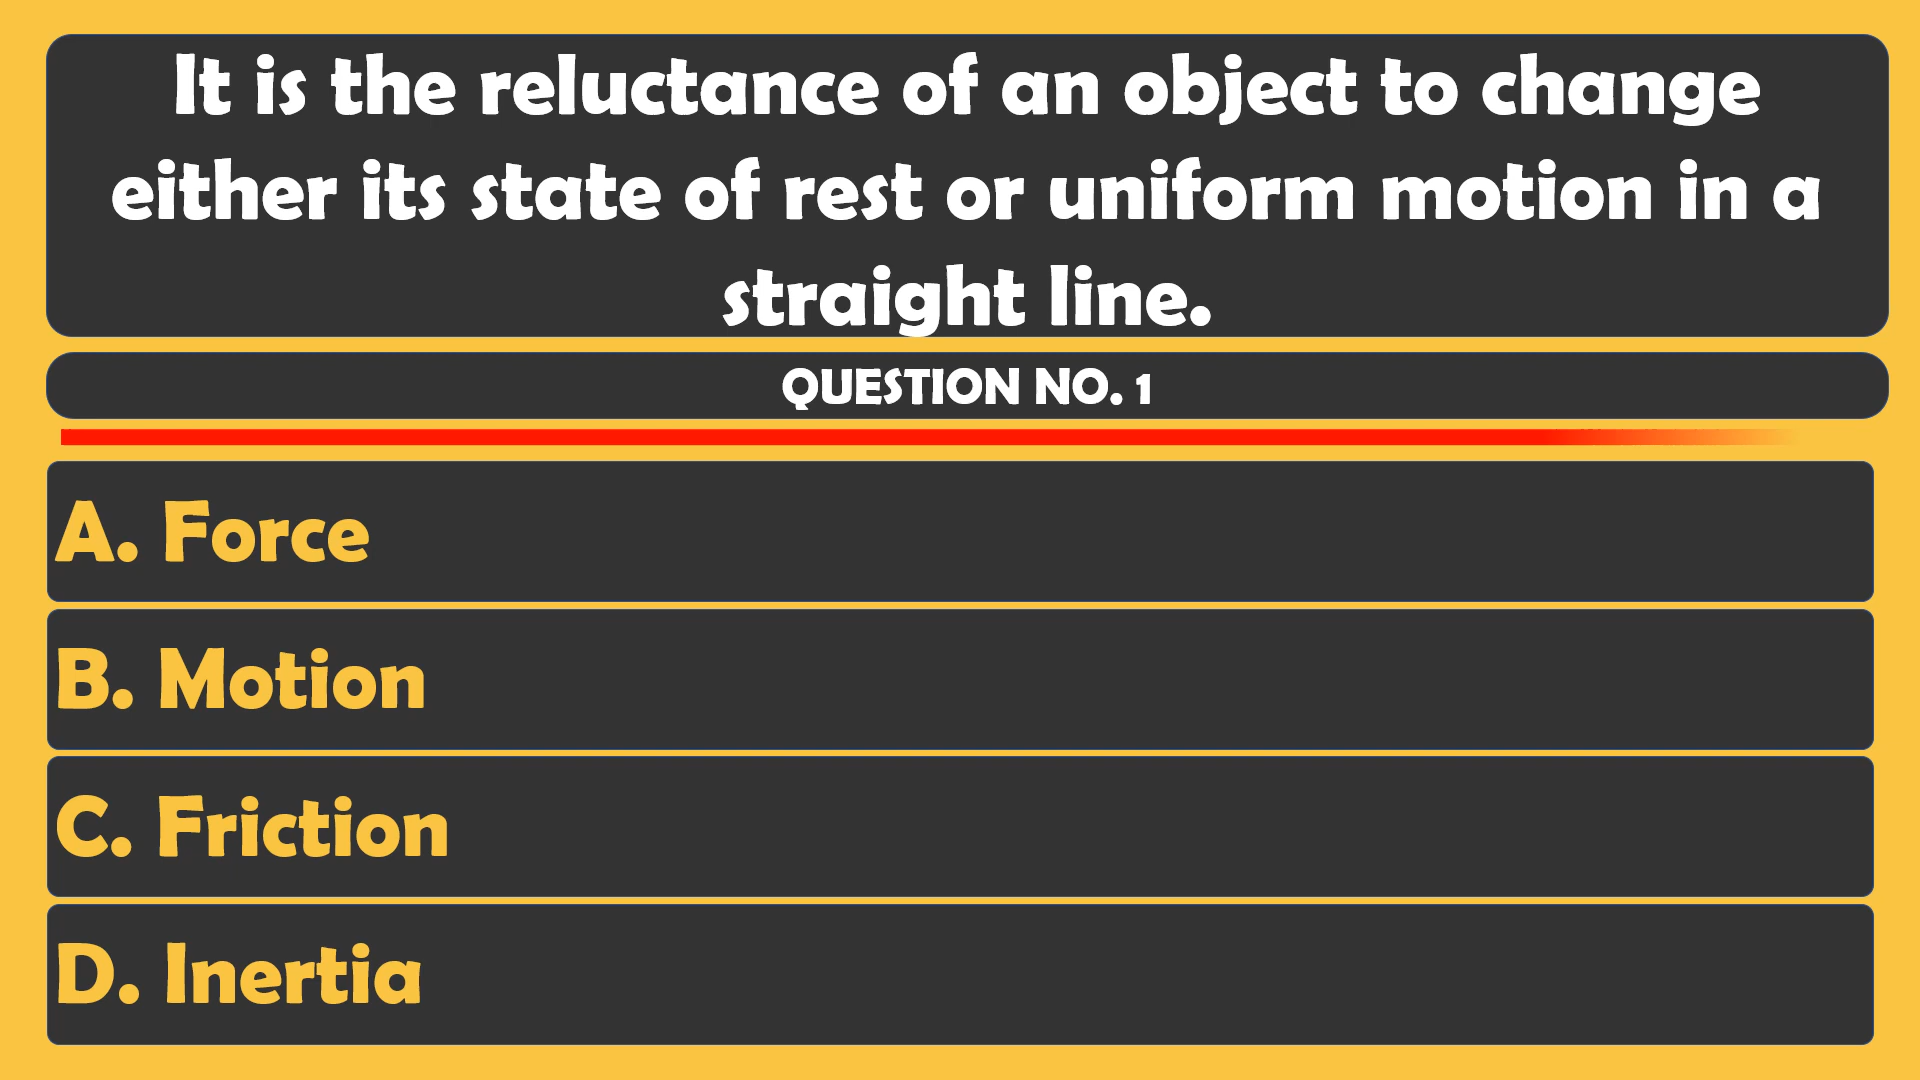 It is the reluctance of an object to change
either its state of rest or uniform motion in a
straight line.
QUESTION NO. 1
A. Force
B. Motion
C. Friction
D. Inertia